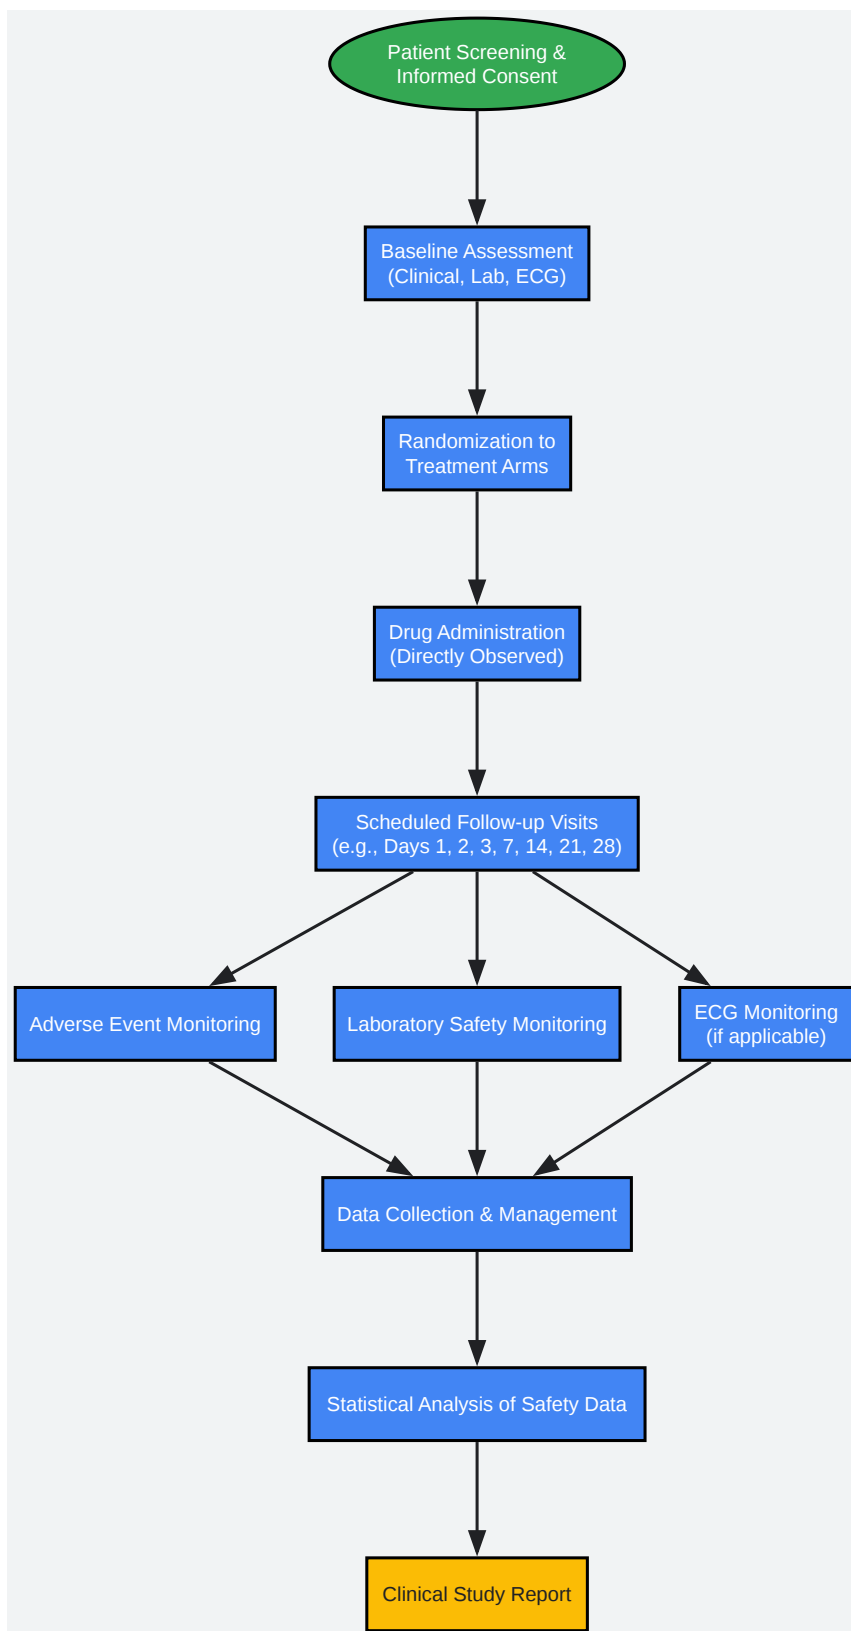 Patient Screening &
Informed Consent
Baseline Assessment
(Clinical, Lab, ECG)
Randomization to
Treatment Arms
Drug Administration
(Directly Observed)
Scheduled Follow-up Visits
(e.g., Days 1, 2, 3, 7, 14, 21, 28)
Adverse Event Monitoring
Laboratory Safety Monitoring
ECG Monitoring
(if applicable)
Data Collection & Management
Statistical Analysis of Safety Data
Clinical Study Report